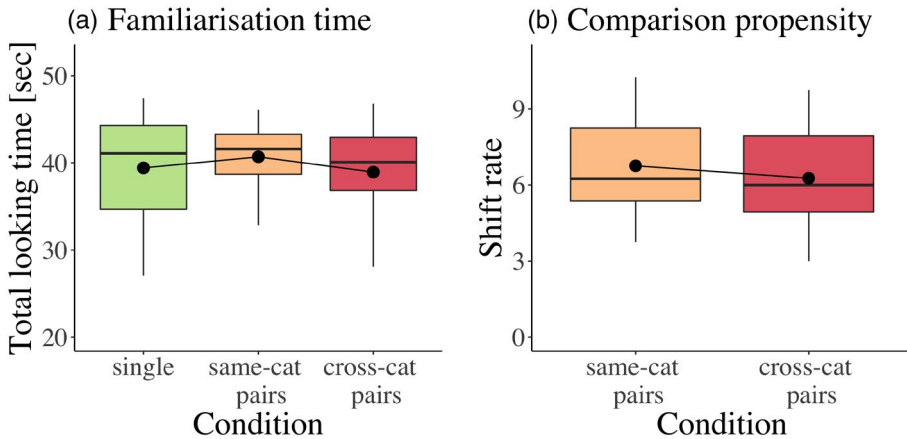 (a) Familiarisation time
Total looking time [sec]
50
40
30
20
single
same-cat
pairs
cross-cat
pairs
Condition
(b) Comparison propensity
Shift rate
9
6
3
0
same-cat
pairs
cross-cat
pairs
Condition